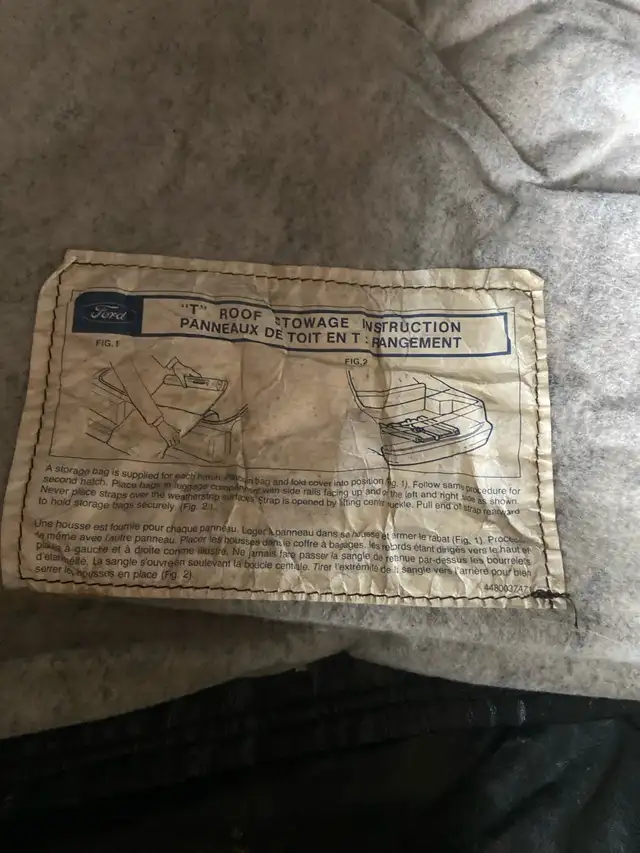 Ford
"T" ROOF STOWAGE INSTRUCTION
PANNEAUX DE TOIT EN T : RANGEMENT
FIG. 1
FIG. 2
A storage bag is supplied for each hatch. in bag and fold cover into position (Fig. 1). Follow same procedure for
second hatch. Place bags in luggage compartment with side rails facing up and the left and right side as shown.
Never place straps over the weatherstrip surfaces. Strap is opened by lifting center buckle. Pull end of strap rearward
to hold storage bags securely. (Fig. 2.)
Une housse est fournie pour chaque panneau. Loger panneau dans sa housse et fermer le rabat (Fig. 1).
de même avec l'autre panneau. Placer les housses dans le coffre à bagages, les rebords étant dirigés vers le haut et
à gauche et à droite comme illustré. Ne jamais faire passer la sangle de retenue par-dessus les bourrelets
La sangle s'ouvre en soulevant la boucle centrale. Tirer l'extrémité de la sangle vers l'arrière pour bien
serrer les housses en place (Fig. 2)